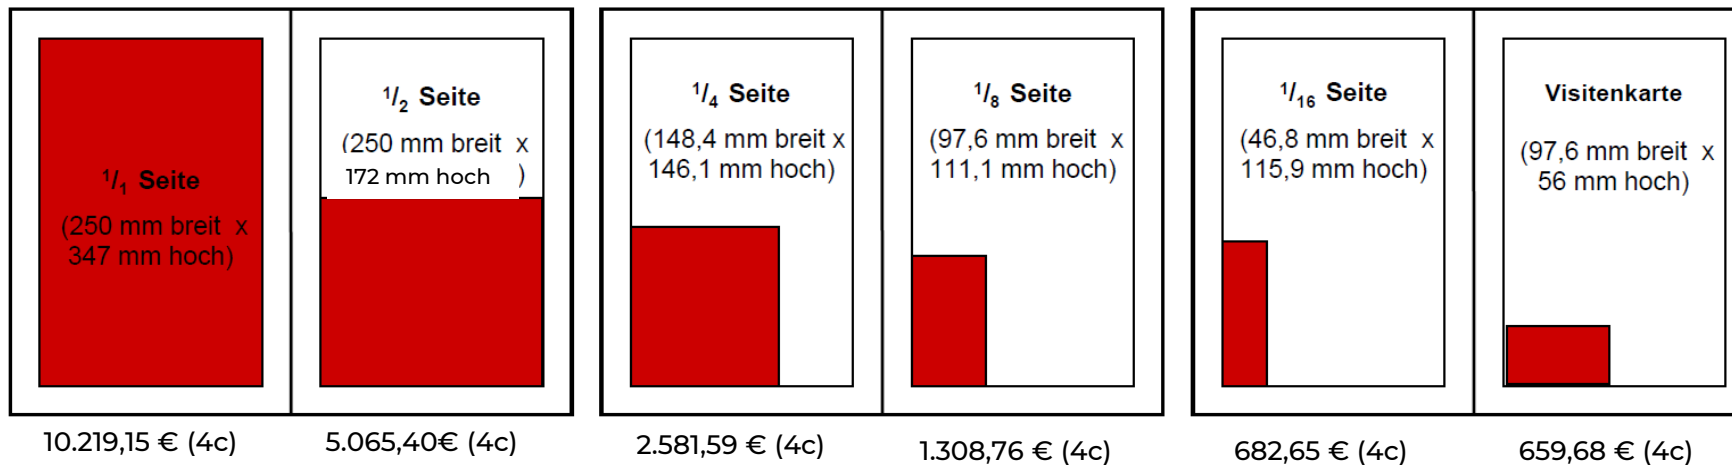 1/1 Seite
(250 mm breit x
347 mm hoch)
1/2 Seite
(250 mm breit x
172 mm hoch )
1/4 Seite
(148,4 mm breit x
146,1 mm hoch)
1/8 Seite
(97,6 mm breit x
111,1 mm hoch)
1/16 Seite
(46,8 mm breit x
115,9 mm hoch)
Visitenkarte
(97,6 mm breit x
56 mm hoch)
10.219,15 € (4c)
5.065,40€ (4c)
2.581,59 € (4c)
1.308,76 € (4c)
682,65 € (4c)
659,68 € (4c)